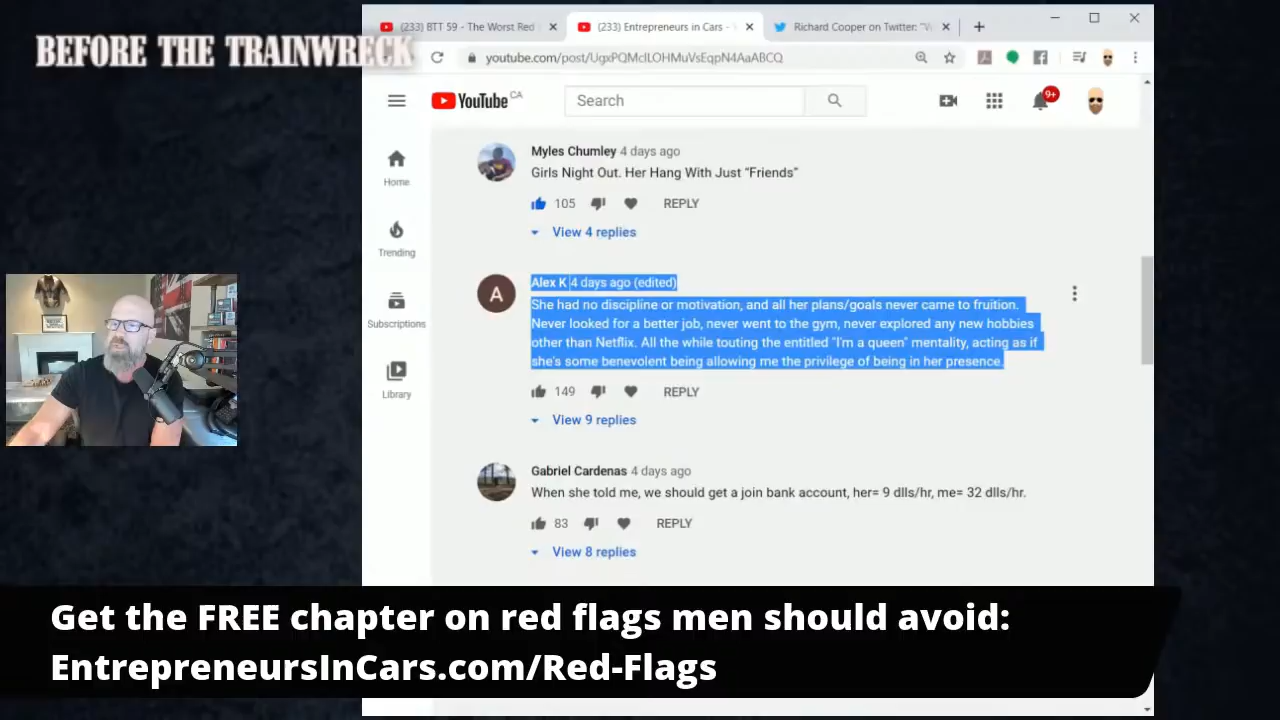 BEFORE THE TRAINWRECK
(233) BTT 59 - The Worst Red
(233) Entrepreneurs in Cars -
Richard Cooper on Twitter: "W
youtube.com/post/UgxPQMclLOHMuVsEqpN4AaABCQ
YouTube CA
Search
9+
Home
Trending
Subscriptions
Library
Myles Chumley 4 days ago
Girls Night Out. Her Hang With Just “Friends”
105 REPLY
View 4 replies
A
Alex K 4 days ago (edited)
She had no discipline or motivation, and all her plans/goals never came to fruition.
Never looked for a better job, never went to the gym, never explored any new hobbies
other than Netflix. All the while touting the entitled "I'm a queen" mentality, acting as if
she's some benevolent being allowing me the privilege of being in her presence.
149 REPLY
View 9 replies
Gabriel Cardenas 4 days ago
When she told me, we should get a join bank account, her= 9 dlls/hr, me= 32 dlls/hr.
83 REPLY
View 8 replies
Get the FREE chapter on red flags men should avoid:
EntrepreneursInCars.com/Red-Flags